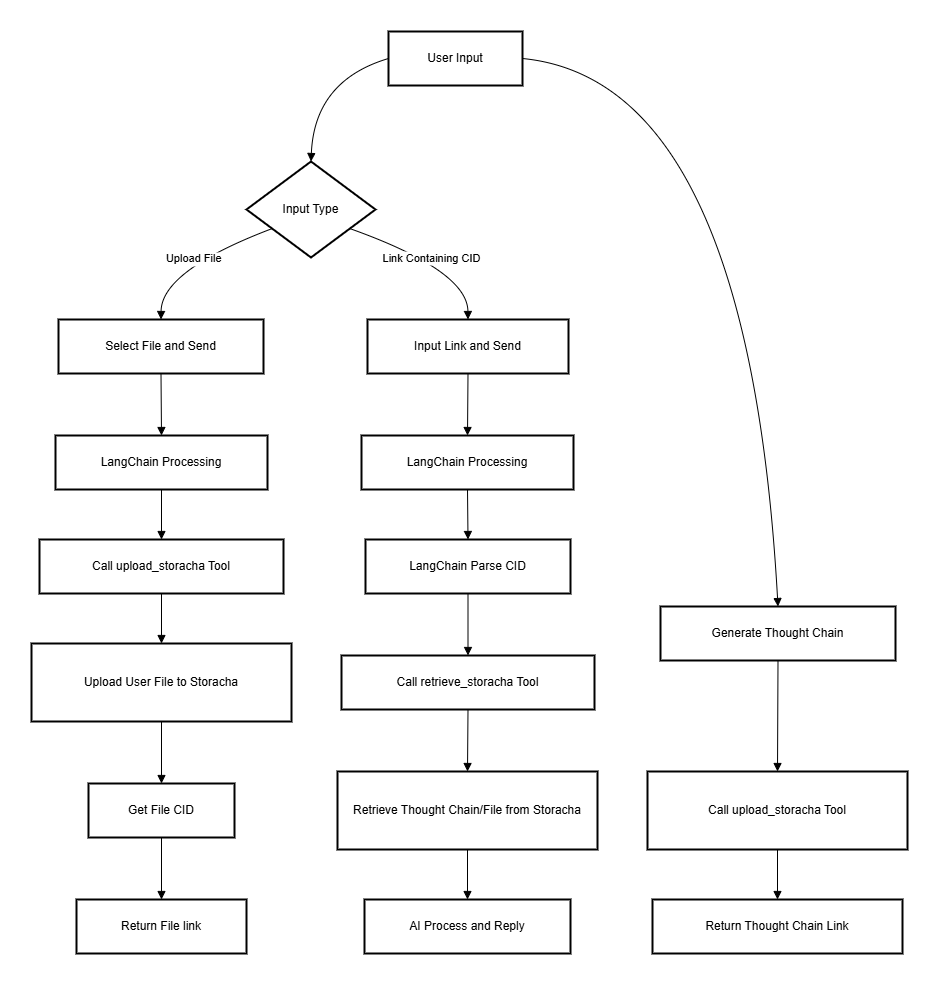 User Input
Input Type
Upload File
Link Containing CID
Select File and Send
Input Link and Send
LangChain Processing
LangChain Processing
Call upload_storacha Tool
LangChain Parse CID
Generate Thought Chain
Upload User File to Storacha
Call retrieve_storacha Tool
Get File CID
Retrieve Thought Chain/File from Storacha
Call upload_storacha Tool
Return File link
AI Process and Reply
Return Thought Chain Link